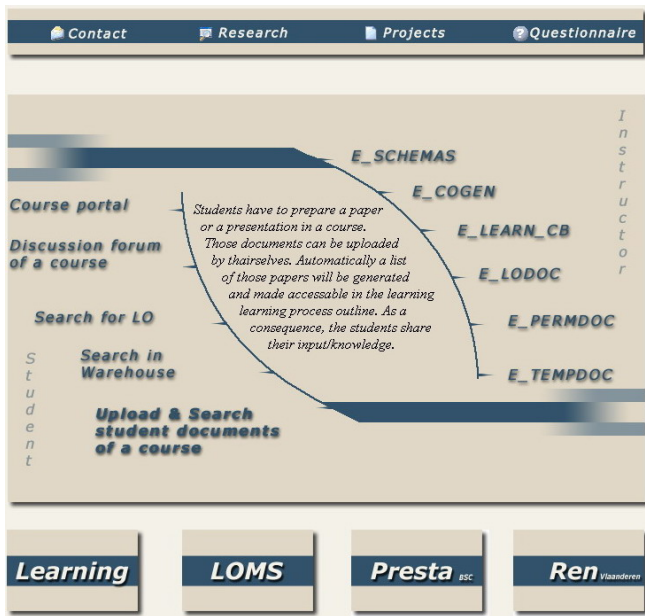 Contact Research Projects Questionnaire
Instructor
E_SCHEMAS
E_COGEN
E_LEARN_CB
E_LODOC
E_PERMDOC
E_TEMPDOC
Students have to prepare a paper
or a presentation in a course.
Those documents can be uploaded
by thairselves. Automatically a list
of those papers will be generated
and made accessable in the learning
learning process outline. As a
consequence, the students share
their input/knowledge.
Course portal
Discussion forum
of a course
Search for LO
Search in
Warehouse
Upload & Search
student documents
of a course
Student
Learning LOMS Presta BSC Ren Vlaanderen